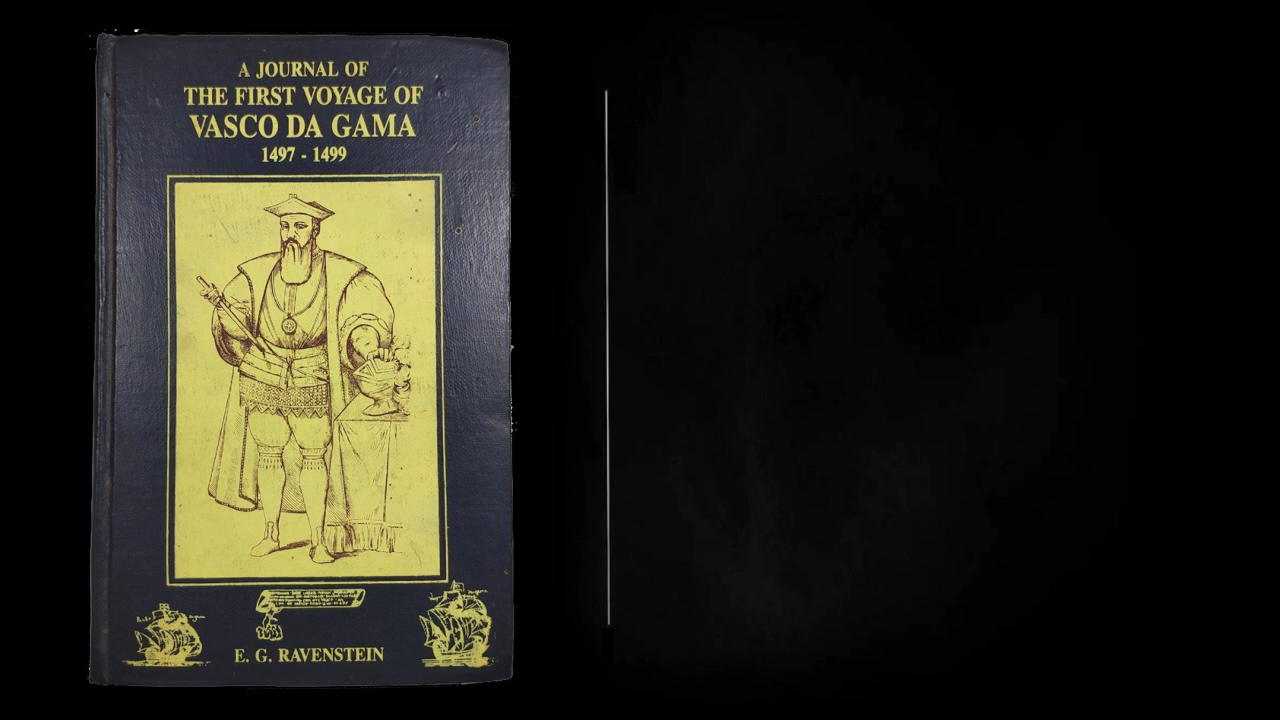 A JOURNAL OF
THE FIRST VOYAGE OF
VASCO DA GAMA
1497 - 1499
E. G. RAVENSTEIN